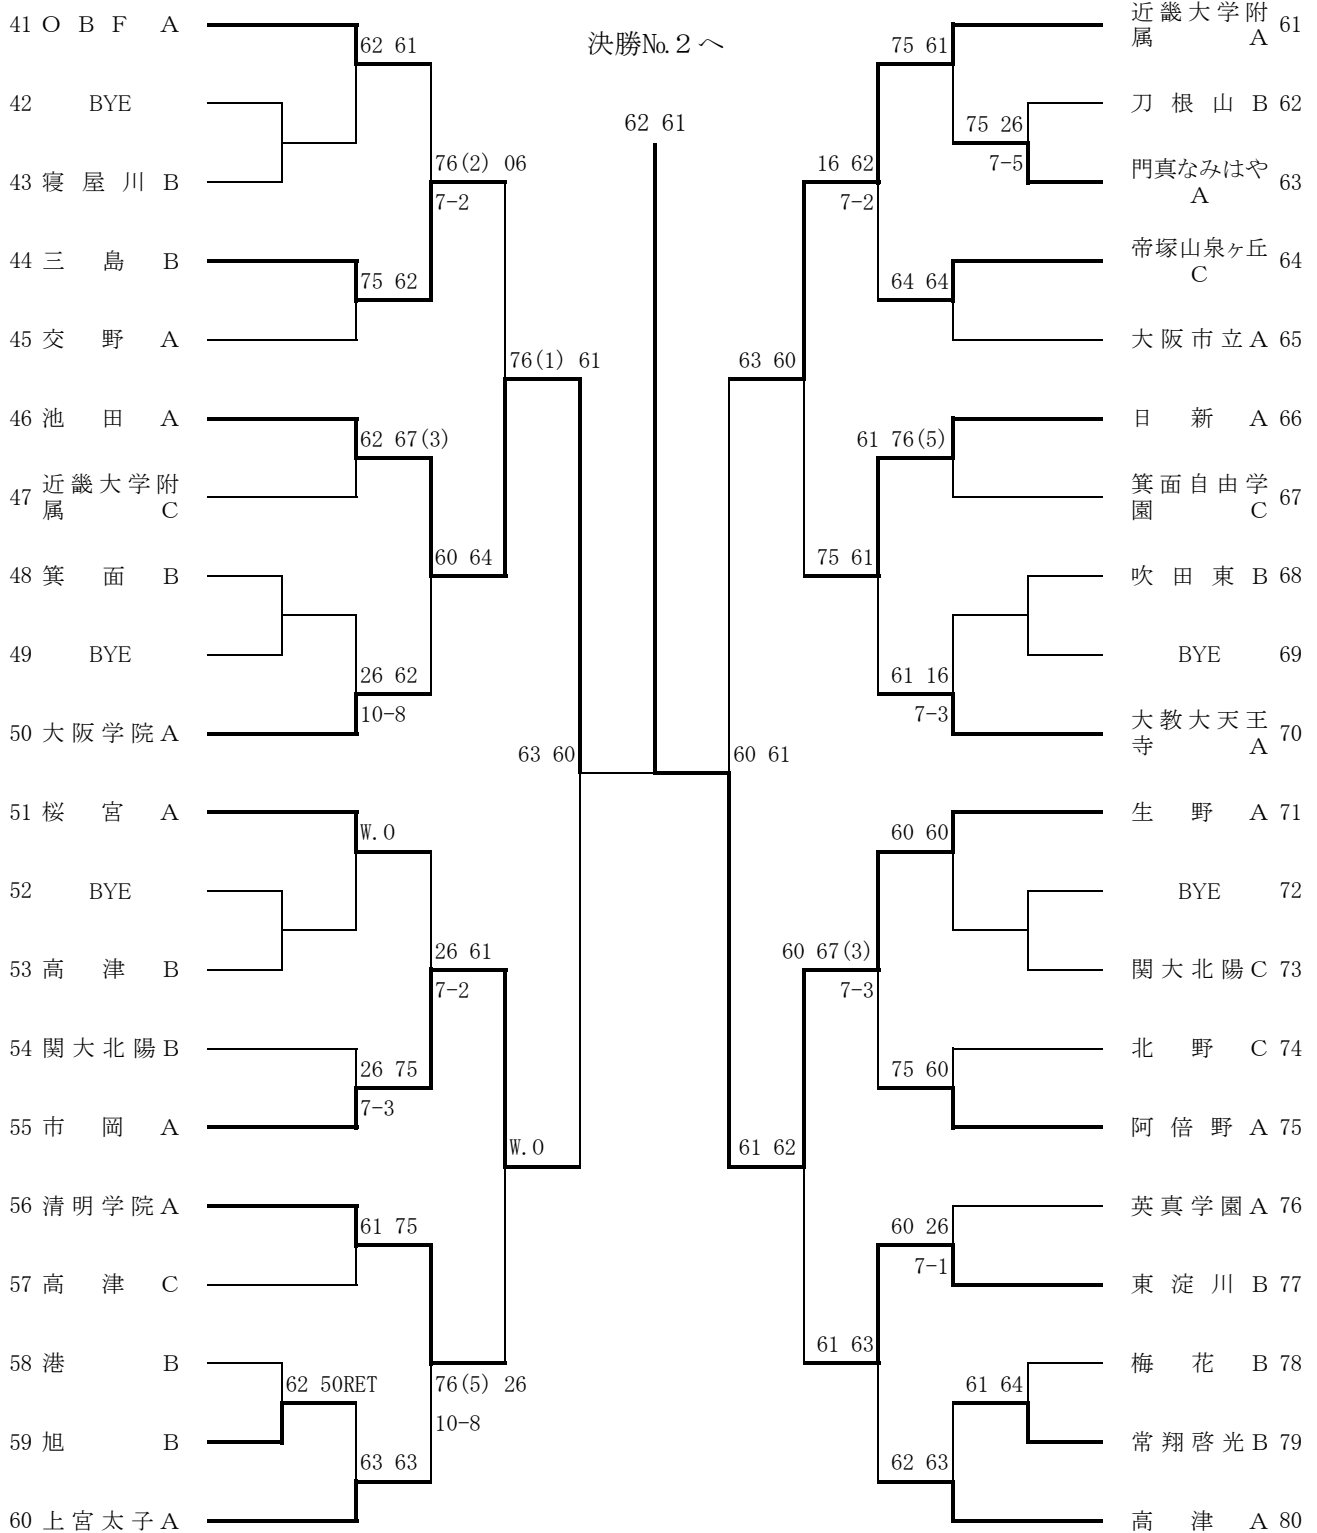 決勝№２へ
62 61
41 ＯＢＦ Ａ
62 61
42 BYE
43 寝屋川 Ｂ
76(2) 06
7-2
44 三島 Ｂ
75 62
45 交野 Ａ
76(1) 61
46 池田 Ａ
62 67(3)
47 近畿大学附
属 Ｃ
60 64
48 箕面 Ｂ
49 BYE
26 62
10-8
50 大阪学院Ａ
63 60
51 桜宮 Ａ
W.O
52 BYE
53 高津 Ｂ
26 61
7-2
54 関大北陽Ｂ
26 75
7-3
55 市岡 Ａ
W.O
56 清明学院Ａ
61 75
57 高津 Ｃ
58 港 Ｂ
62 50RET
76(5) 26
10-8
59 旭 Ｂ
63 63
60 上宮太子Ａ
近畿大学附
属 Ａ 61
75 61
刀根山Ｂ 62
75 26
7-5
門真なみはや
Ａ 63
16 62
7-2
帝塚山泉ヶ丘
Ｃ 64
64 64
大阪市立Ａ 65
63 60
日新 Ａ 66
61 76(5)
箕面自由学
園 Ｃ 67
75 61
吹田東Ｂ 68
BYE 69
61 16
7-3
大教大天王
寺 Ａ 70
60 61
生野 Ａ 71
60 60
BYE 72
関大北陽Ｃ 73
60 67(3)
7-3
北野 Ｃ 74
75 60
阿倍野Ａ 75
61 62
英真学園Ａ 76
60 26
7-1
東淀川Ｂ 77
61 63
梅花 Ｂ 78
61 64
常翔啓光Ｂ 79
62 63
高津 Ａ 80